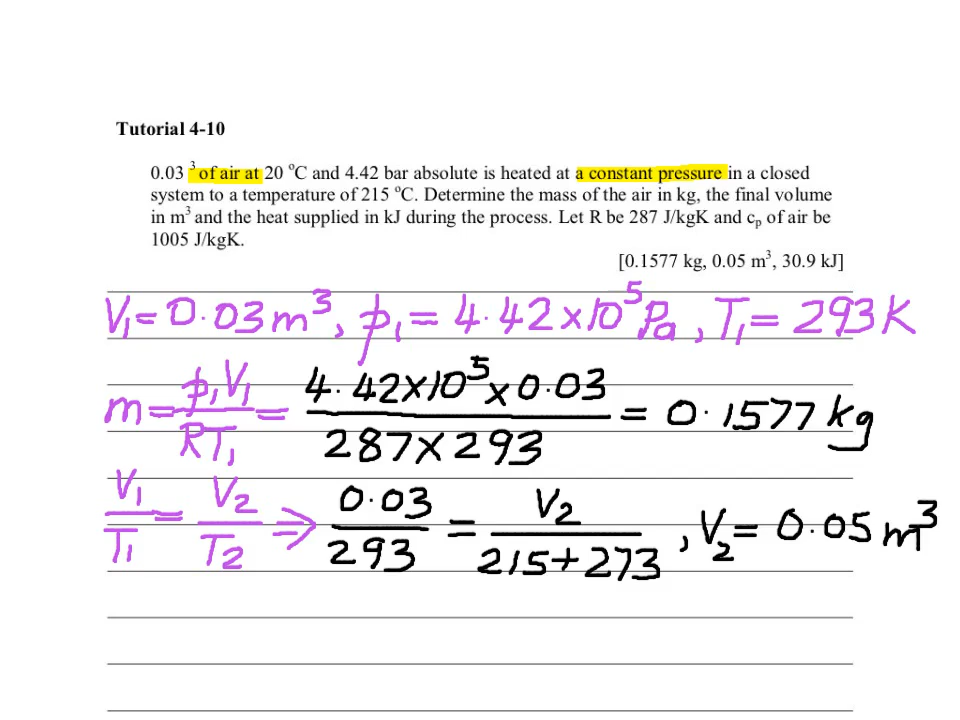 Tutorial 4-10
0.03 ³ of air at 20 °C and 4.42 bar absolute is heated at a constant pressure in a closed
system to a temperature of 215 °C. Determine the mass of the air in kg, the final volume
in m³ and the heat supplied in kJ during the process. Let R be 287 J/kgK and cₚ of air be
1005 J/kgK.
[0.1577 kg, 0.05 m³, 30.9 kJ]
V₁ = 0.03 m³, p₁ = 4.42 x 10⁵ Pa, T₁ = 293 K
m = p₁V₁ / RT₁ = 4.42 x 10⁵ x 0.03 / 287 x 293 = 0.1577 kg
V₁ / T₁ = V₂ / T₂ ⇒ 0.03 / 293 = V₂ / 215 + 273 , V₂ = 0.05 m³